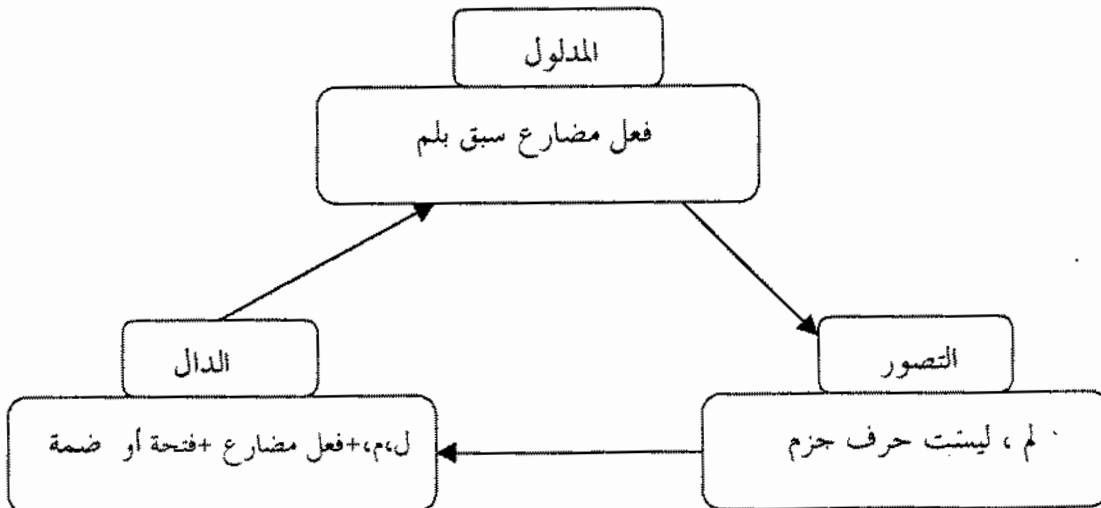 المدلول
فعل مضارع سبق بلم
التصور
لم ، ليست حرف جزم
الدال
ل،م،+فعل مضارع +فتحة أو ضمة